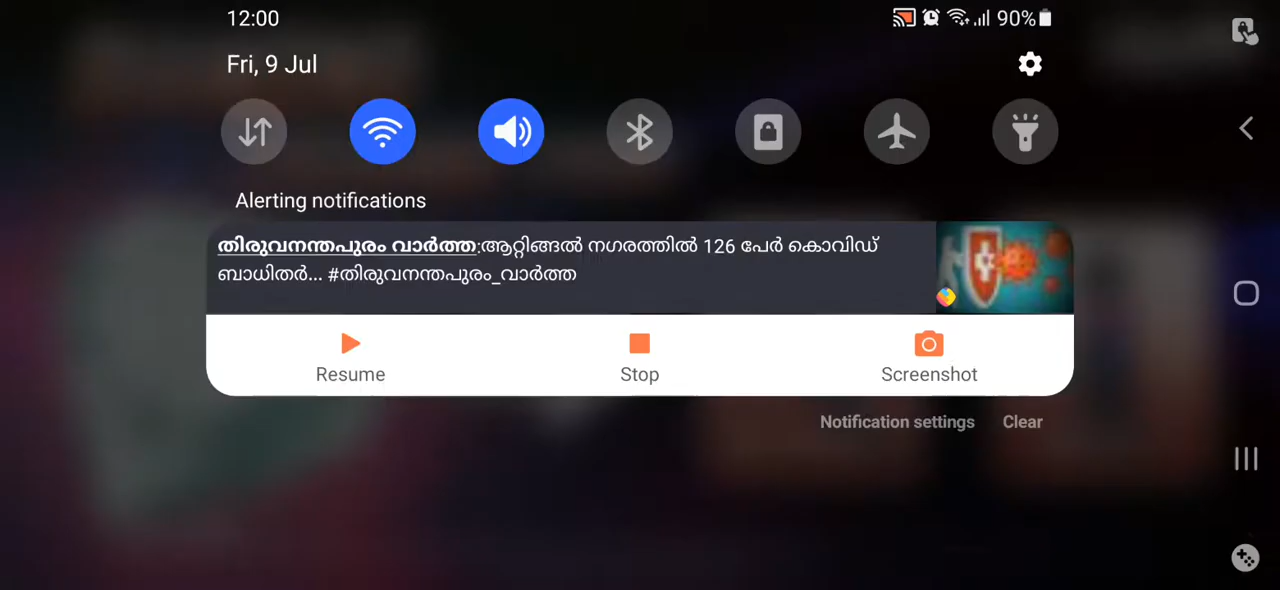 12:00
90%
Fri, 9 Jul
Alerting notifications
തിരുവനന്തപുരം വാർത്ത:ആറ്റിങ്ങൽ നഗരത്തിൽ 126 പേർ കൊവിഡ്
ബാധിതർ... #തിരുവനന്തപുരം_വാർത്ത
Resume
Stop
Screenshot
Notification settings
Clear